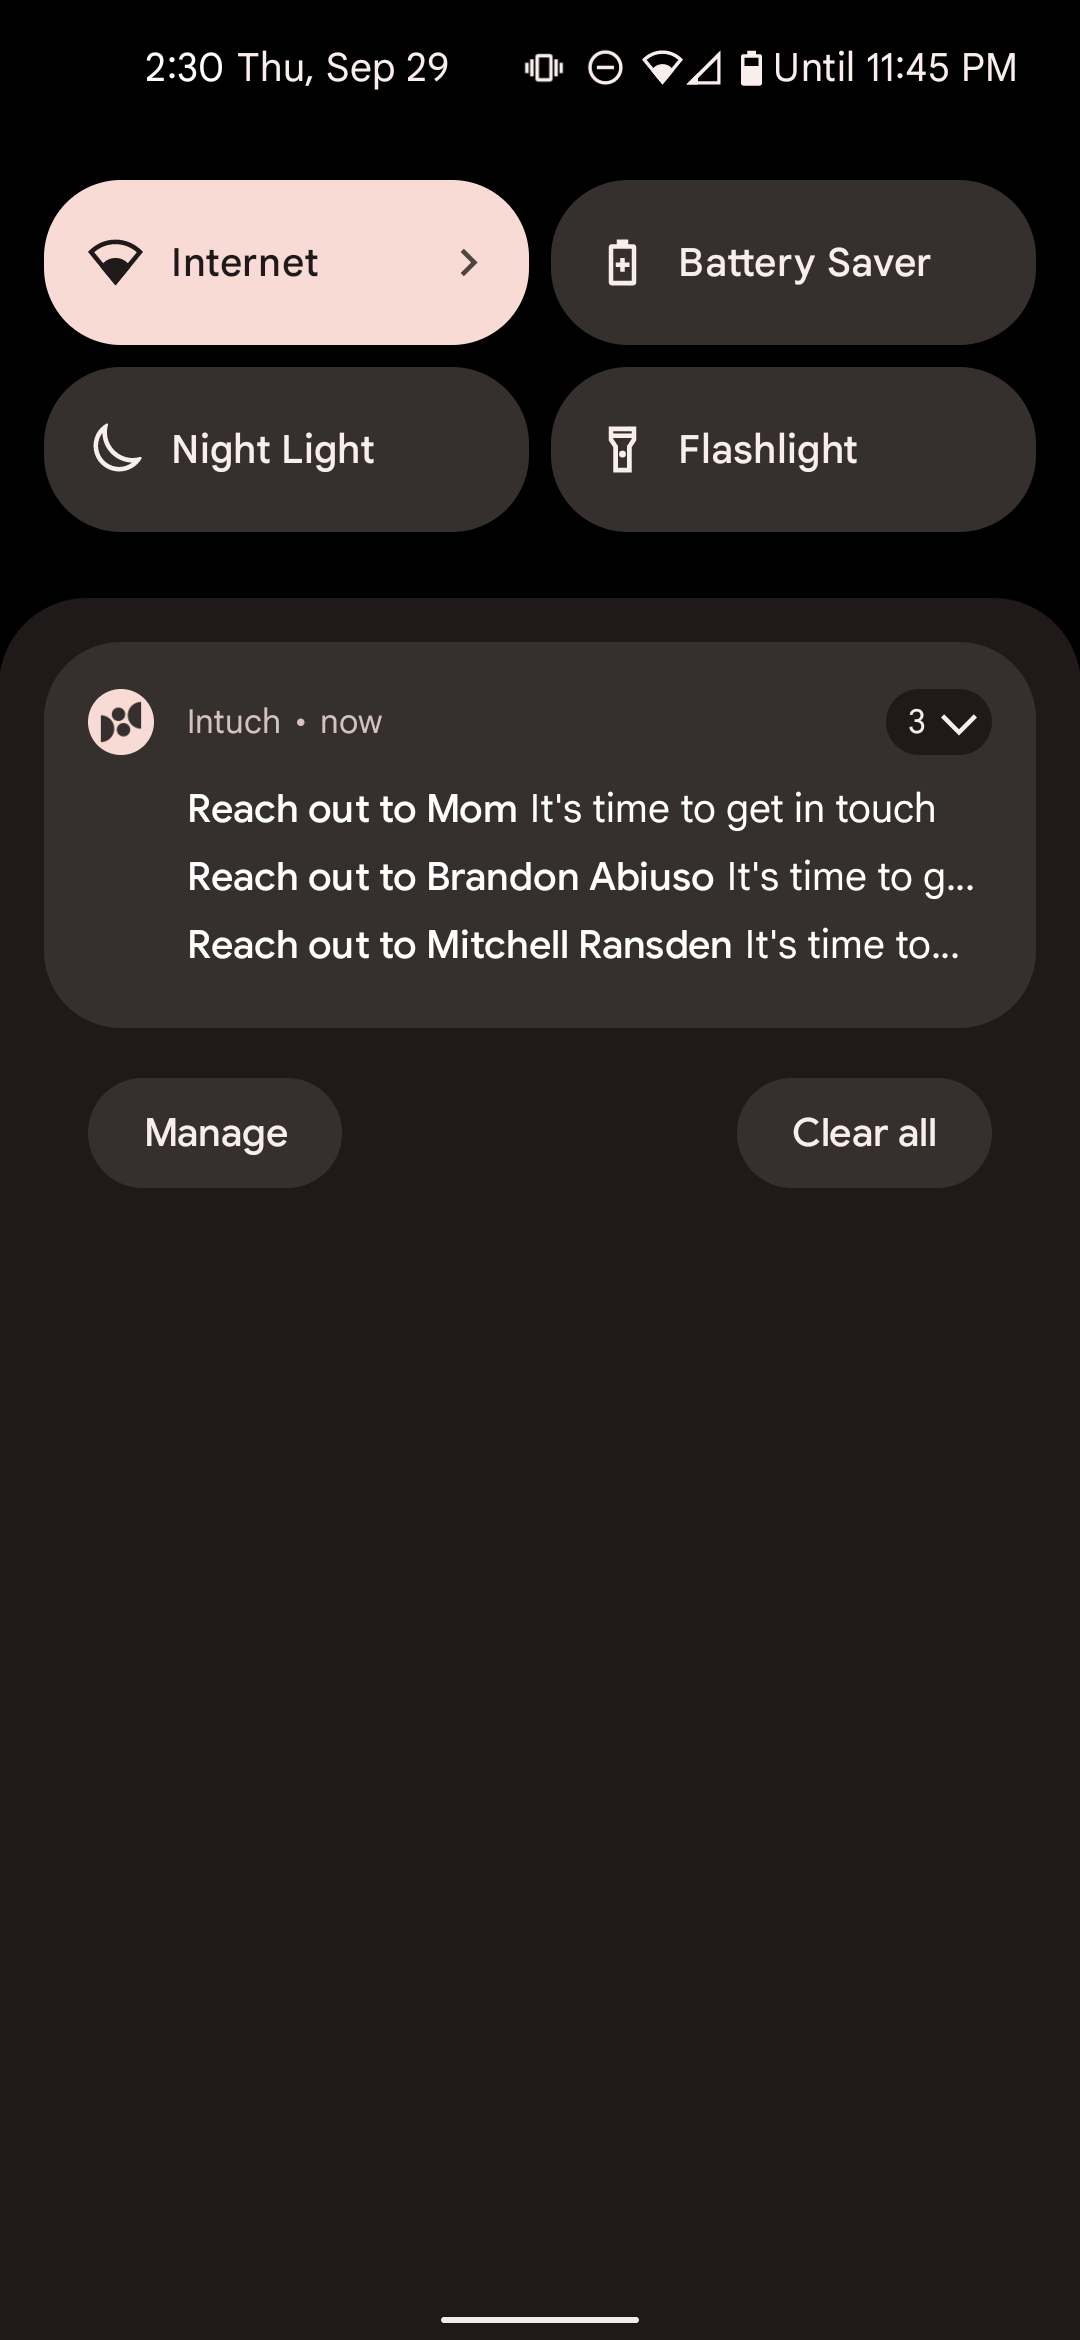 2:30 Thu, Sep 29 Until 11:45 PM
Internet
Battery Saver
Night Light
Flashlight
Intuch • now
3
Reach out to Mom It's time to get in touch
Reach out to Brandon Abiuso It's time to g...
Reach out to Mitchell Ransden It's time to...
Manage
Clear all